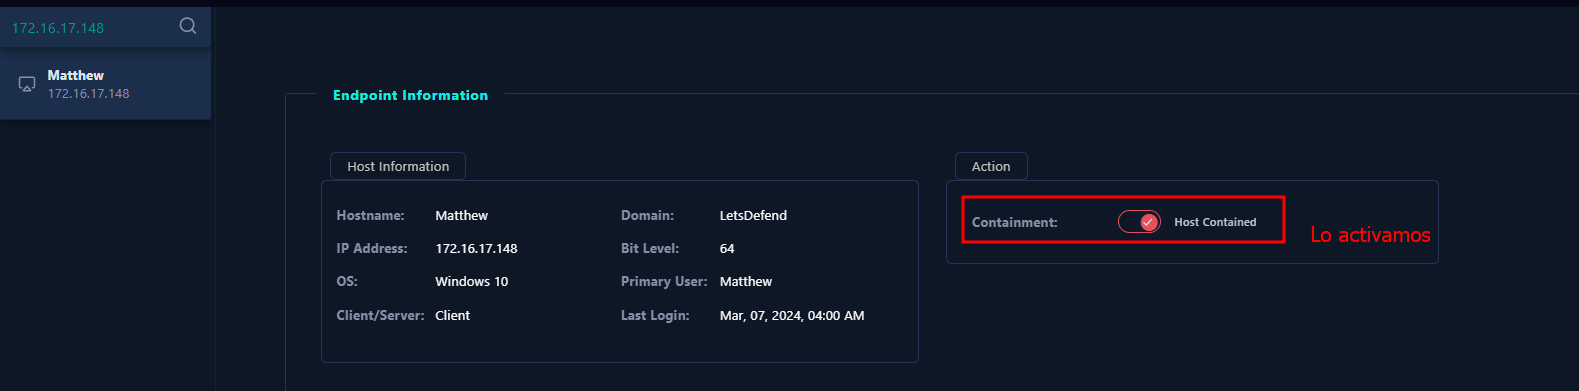 172.16.17.148
Matthew
172.16.17.148
Endpoint Information
Host Information
Hostname: Matthew
IP Address: 172.16.17.148
OS: Windows 10
Client/Server: Client
Domain: LetsDefend
Bit Level: 64
Primary User: Matthew
Last Login: Mar, 07, 2024, 04:00 AM
Action
Containment: Host Contained
Lo activamos